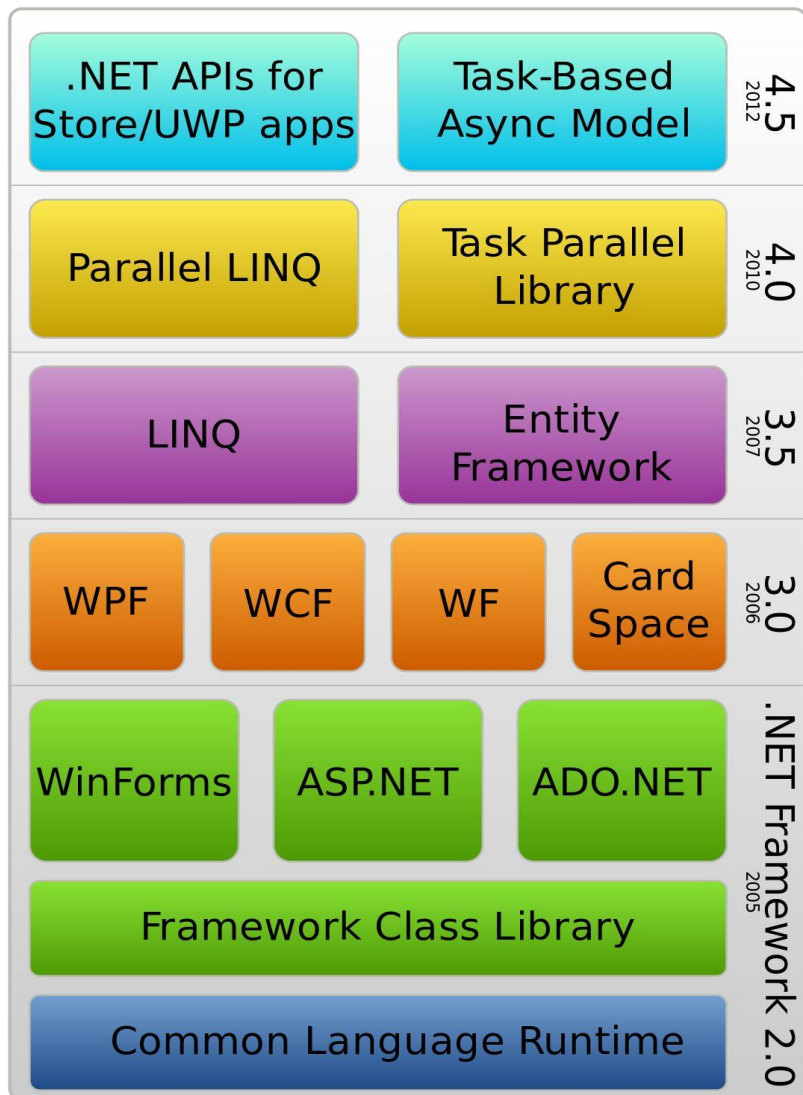 .NET APIs for
Store/UWP apps
Task-Based
Async Model
4.5
2012
Parallel LINQ
Task Parallel
Library
4.0
2010
LINQ
Entity
Framework
3.5
2007
WPF
WCF
WF
Card
Space
3.0
2006
WinForms
ASP.NET
ADO.NET
Framework Class Library
Common Language Runtime
.NET Framework 2.0
2005